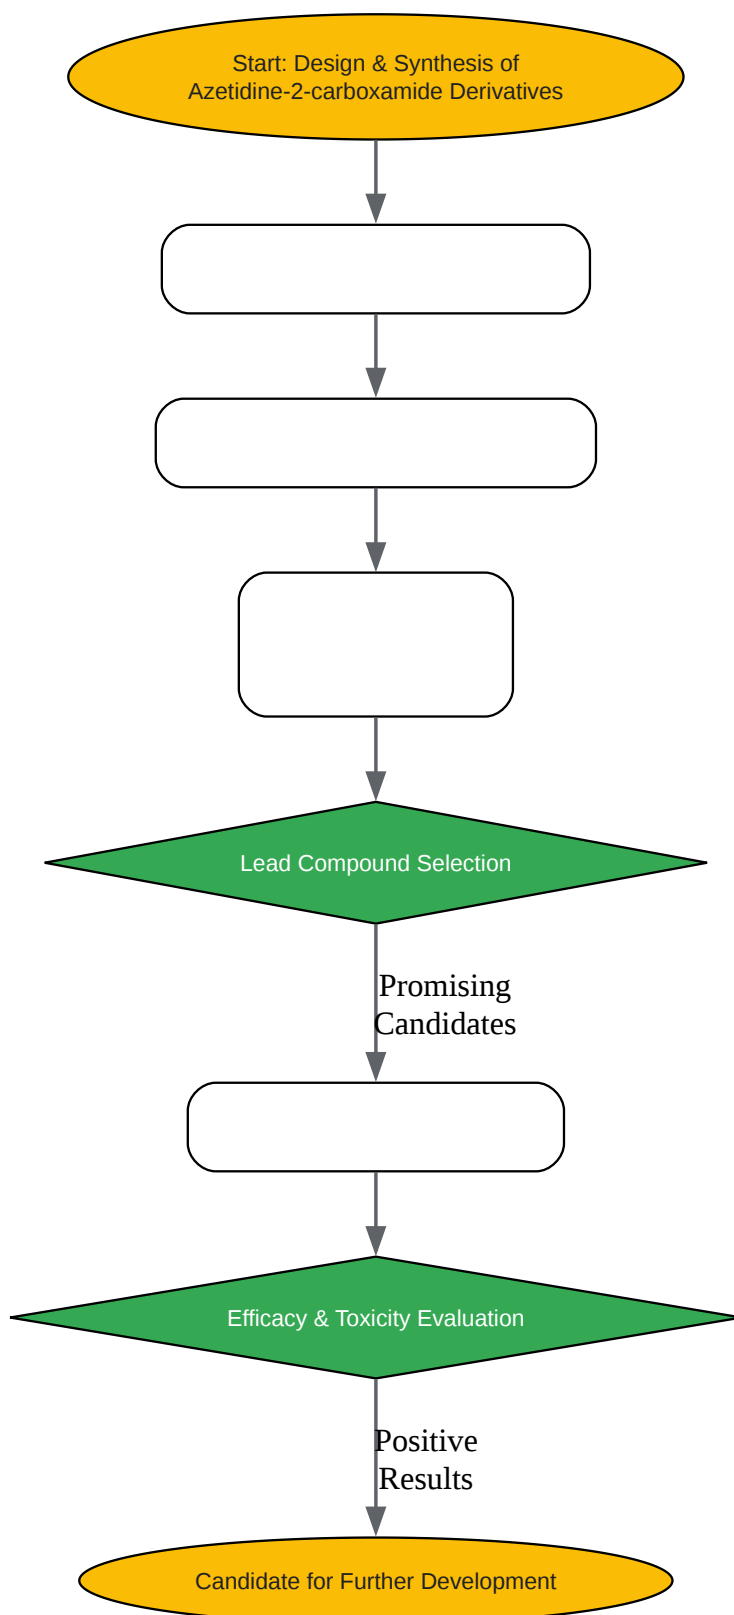 Start: Design & Synthesis of
Azetidine-2-carboxamide Derivatives
Lead Compound Selection
Promising
Candidates
Efficacy & Toxicity Evaluation
Positive
Results
Candidate for Further Development